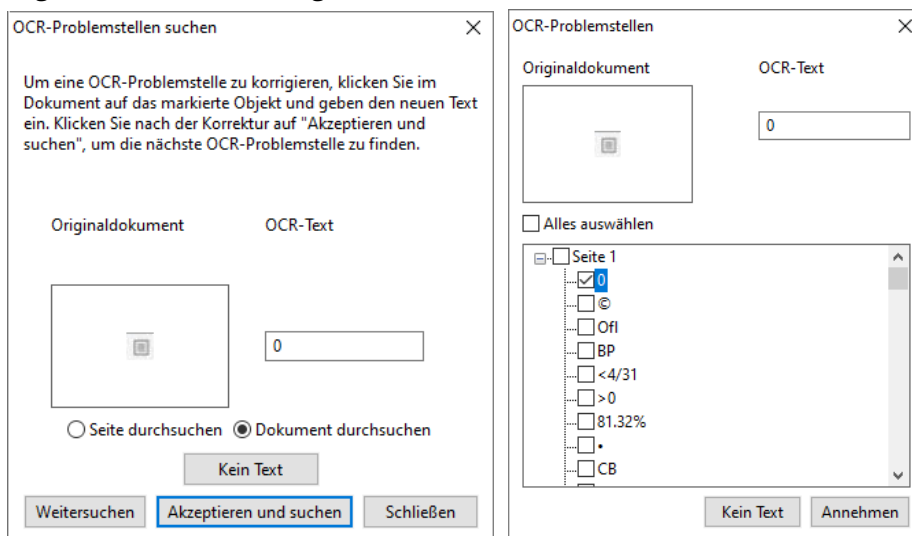 OCR-Problemstellen suchen
Um eine OCR-Problemstelle zu korrigieren, klicken Sie im
Dokument auf das markierte Objekt und geben den neuen Text
ein. Klicken Sie nach der Korrektur auf "Akzeptieren und
suchen", um die nächste OCR-Problemstelle zu finden.
Originaldokument OCR-Text
0
Seite durchsuchen Dokument durchsuchen
Kein Text
Weitersuchen Akzeptieren und suchen Schließen
OCR-Problemstellen
Originaldokument OCR-Text
0
Alles auswählen
Seite 1
0
©
OfI
BP
<4/31
>0
81.32%
•
CB
Kein Text Annehmen